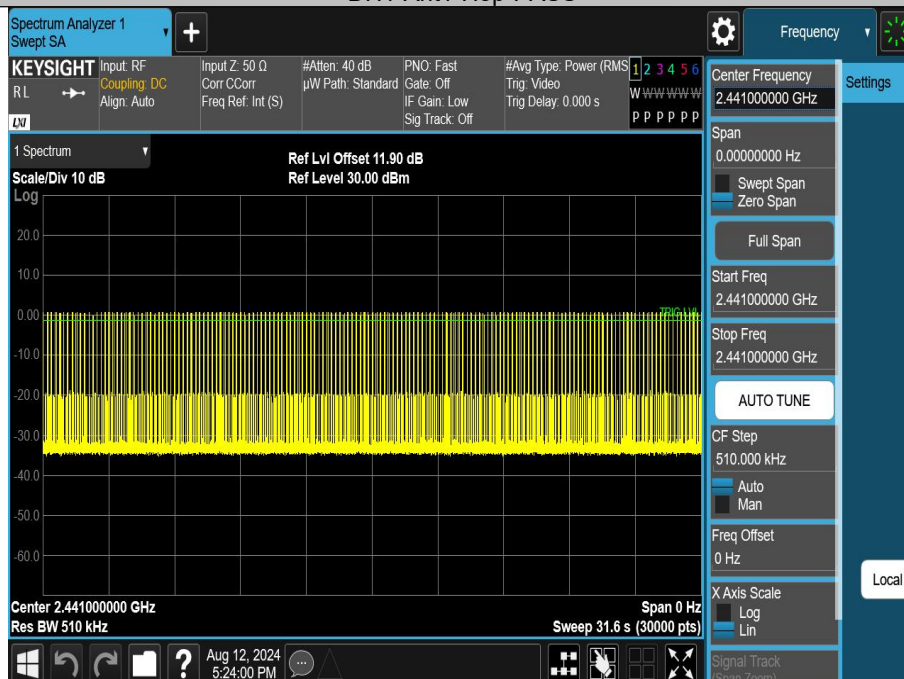 Spectrum Analyzer 1
Swept SA
+
Frequency
KEYSIGHT
RL
LXI
Input: RF
Coupling: DC
Align: Auto
Input Z: 50 Ω
Corr CCorr
Freq Ref: Int (S)
#Atten: 40 dB
µW Path: Standard
PNO: Fast
Gate: Off
IF Gain: Low
Sig Track: Off
#Avg Type: Power (RMS
Trig: Video
Trig Delay: 0.000 s
1 2 3 4 5 6
W W W W W W
P P P P P P
Center Frequency
2.441000000 GHz
Settings
Span
0.00000000 Hz
Swept Span
Zero Span
Full Span
Start Freq
2.441000000 GHz
Stop Freq
2.441000000 GHz
AUTO TUNE
CF Step
510.000 kHz
Auto
Man
Freq Offset
0 Hz
X Axis Scale
Log
Lin
Signal Track
(Span Zoom)
Local
1 Spectrum
Scale/Div 10 dB
Ref Lvl Offset 11.90 dB
Ref Level 30.00 dBm
Log
20.0
10.0
0.00
TRIG LVL
-10.0
-20.0
-30.0
-40.0
-50.0
-60.0
Center 2.441000000 GHz
Span 0 Hz
Res BW 510 kHz
Sweep 31.6 s (30000 pts)
?
Aug 12, 2024
5:24:00 PM